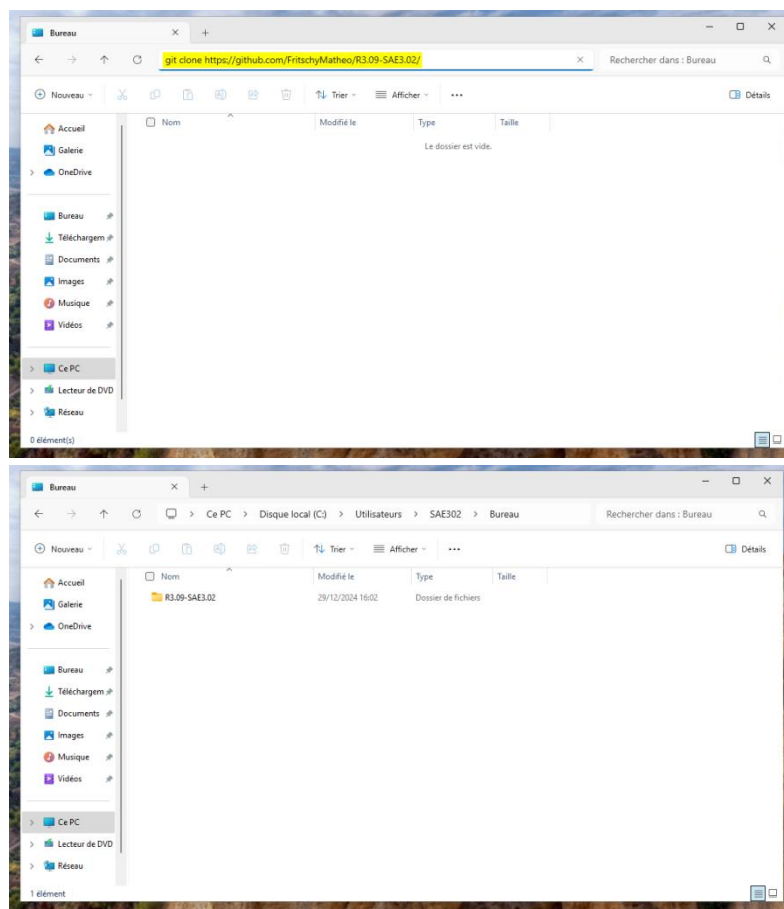 Bureau
git clone https://github.com/FritschyMatheo/R3.09-SAE3.02/
Rechercher dans : Bureau
Nouveau
Trier
Afficher
Détails
Nom
Modifié le
Type
Taille
Le dossier est vide.
Accueil
Galerie
OneDrive
Bureau
Téléchargem
Documents
Images
Musique
Vidéos
Ce PC
Lecteur de DVD
Réseau
0 élément(s)
Bureau
Ce PC > Disque local (C:) > Utilisateurs > SAE302 > Bureau
Rechercher dans : Bureau
Nouveau
Trier
Afficher
Détails
Nom
Modifié le
Type
Taille
R3.09-SAE3.02
29/12/2024 16:02
Dossier de fichiers
Accueil
Galerie
OneDrive
Bureau
Téléchargem
Documents
Images
Musique
Vidéos
Ce PC
Lecteur de DVD
Réseau
1 élément